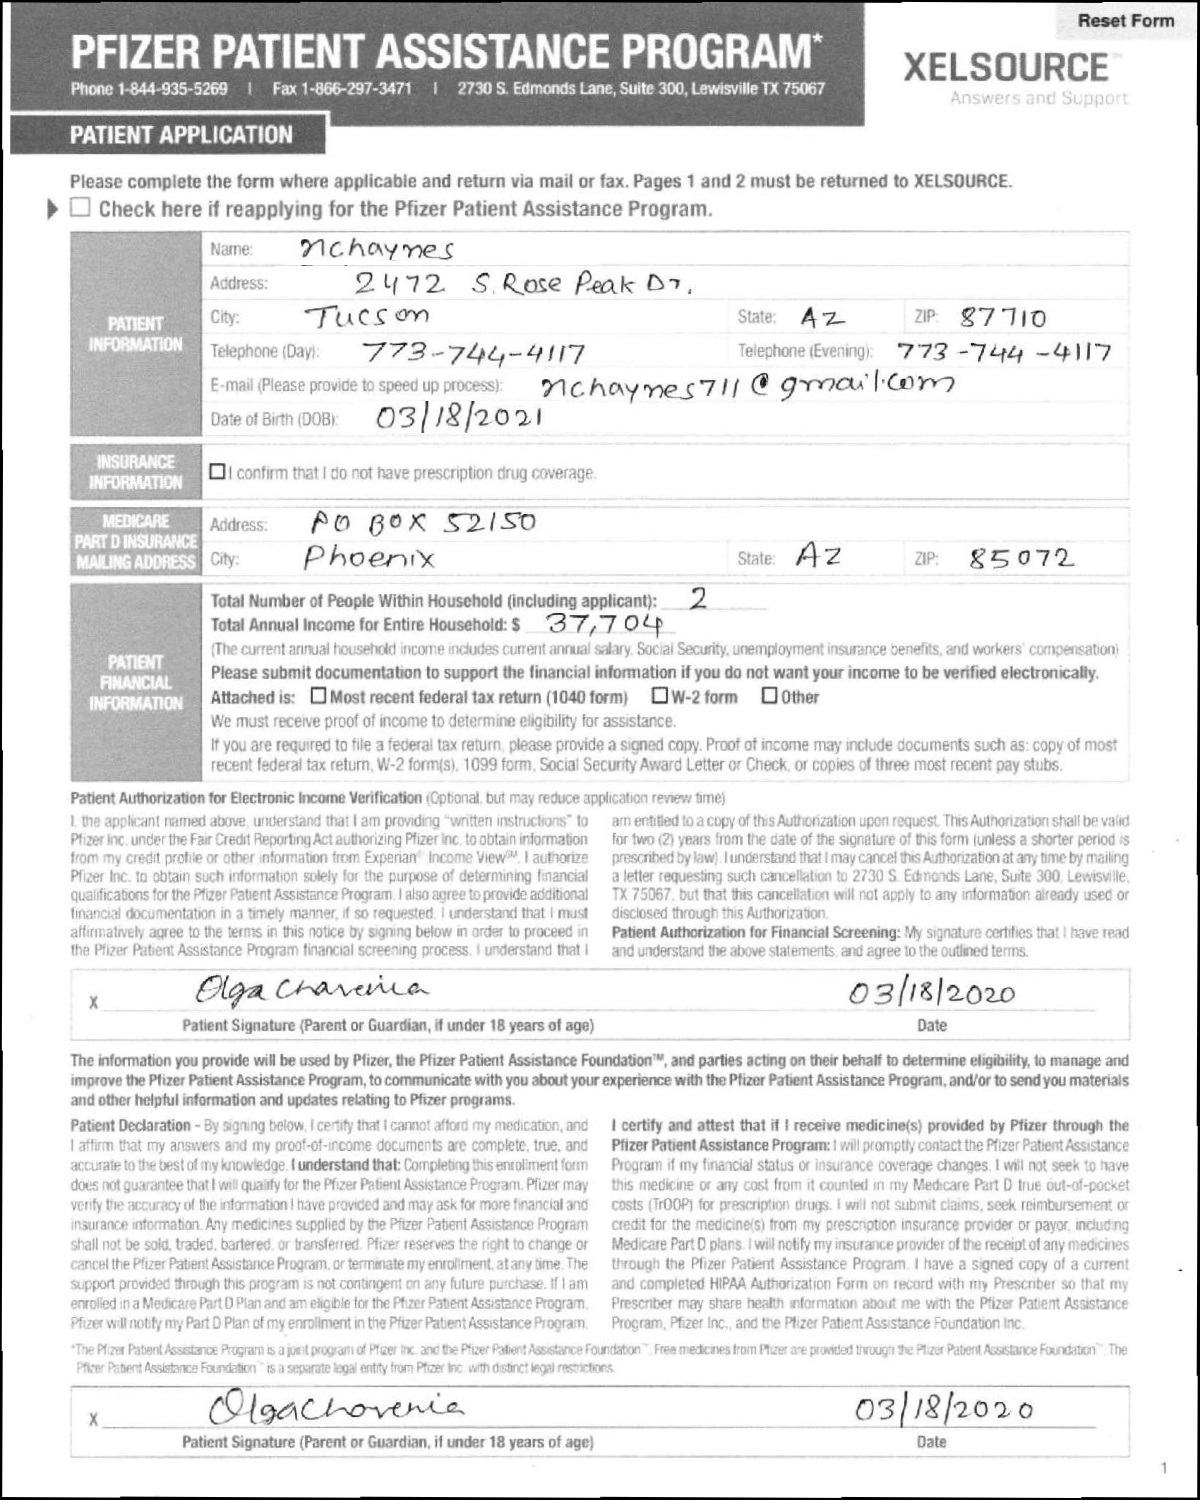 Reset Form
PFIZER PATIENT ASSISTANCE PROGRAM*
Phone 1-844-935-5269 | Fax 1-866-297-3471 | 2730 S. Edmonds Lane, Suite 300, Lewisville TX 75067
XELSOURCE™
Answers and Support
PATIENT APPLICATION
Please complete the form where applicable and return via mail or fax. Pages 1 and 2 must be returned to XELSOURCE.
Check here if reapplying for the Pfizer Patient Assistance Program.
PATIENT INFORMATION
Name: nchaynes
Address: 2472 S. Rose Peak Dr.
City: Tucson State: AZ ZIP: 87710
Telephone (Day): 773-744-4117 Telephone (Evening): 773-744-4117
E-mail (Please provide to speed up process): nchaynes711@gmail.com
Date of Birth (DOB): 03/18/2021
INSURANCE INFORMATION
I confirm that I do not have prescription drug coverage.
MEDICARE PART D INSURANCE MAILING ADDRESS
Address: PO BOX 52150
City: Phoenix State: AZ ZIP: 85072
PATIENT FINANCIAL INFORMATION
Total Number of People Within Household (including applicant): 2
Total Annual Income for Entire Household: $ 37,704
(The current annual household income includes current annual salary, Social Security, unemployment insurance benefits, and workers' compensation)
Please submit documentation to support the financial information if you do not want your income to be verified electronically.
Attached is: Most recent federal tax return (1040 form) W-2 form Other
We must receive proof of income to determine eligibility for assistance.
If you are required to file a federal tax return, please provide a signed copy. Proof of income may include documents such as: copy of most
recent federal tax return, W-2 form(s), 1099 form, Social Security Award Letter or Check, or copies of three most recent pay stubs.
Patient Authorization for Electronic Income Verification (Optional, but may reduce application review time)
I, the applicant named above, understand that I am providing "written instructions" to
Pfizer Inc. under the Fair Credit Reporting Act authorizing Pfizer Inc. to obtain information
from my credit profile or other information from Experian® Income View℠. I authorize
Pfizer Inc. to obtain such information solely for the purpose of determining financial
qualifications for the Pfizer Patient Assistance Program. I also agree to provide additional
financial documentation in a timely manner, if so requested. I understand that I must
affirmatively agree to the terms in this notice by signing below in order to proceed in
the Pfizer Patient Assistance Program financial screening process. I understand that I
am entitled to a copy of this Authorization upon request. This Authorization shall be valid
for two (2) years from the date of the signature of this form (unless a shorter period is
prescribed by law). I understand that I may cancel this Authorization at any time by mailing
a letter requesting such cancellation to 2730 S. Edmonds Lane, Suite 300, Lewisville,
TX 75067, but that this cancellation will not apply to any information already used or
disclosed through this Authorization.
Patient Authorization for Financial Screening: My signature certifies that I have read
and understand the above statements, and agree to the outlined terms.
X Olga 03/18/2020
Patient Signature (Parent or Guardian, if under 18 years of age) Date
The information you provide will be used by Pfizer, the Pfizer Patient Assistance Foundation™, and parties acting on their behalf to determine eligibility, to manage and
improve the Pfizer Patient Assistance Program, to communicate with you about your experience with the Pfizer Patient Assistance Program, and/or to send you materials
and other helpful information and updates relating to Pfizer programs.
Patient Declaration - By signing below, I certify that I cannot afford my medication, and
I affirm that my answers and my proof-of-income documents are complete, true, and
accurate to the best of my knowledge. I understand that: Completing this enrollment form
does not guarantee that I will qualify for the Pfizer Patient Assistance Program. Pfizer may
verify the accuracy of the information I have provided and may ask for more financial and
insurance information. Any medicines supplied by the Pfizer Patient Assistance Program
shall not be sold, traded, bartered, or transferred. Pfizer reserves the right to change or
cancel the Pfizer Patient Assistance Program, or terminate my enrollment, at any time. The
support provided through this program is not contingent on any future purchase. If I am
enrolled in a Medicare Part D Plan and am eligible for the Pfizer Patient Assistance Program,
Pfizer will notify my Part D Plan of my enrollment in the Pfizer Patient Assistance Program.
I certify and attest that if I receive medicine(s) provided by Pfizer through the
Pfizer Patient Assistance Program: I will promptly contact the Pfizer Patient Assistance
Program if my financial status or insurance coverage changes. I will not seek to have
this medicine or any cost from it counted in my Medicare Part D true out-of-pocket
costs (TrOOP) for prescription drugs. I will not submit claims, seek reimbursement or
credit for the medicine(s) from my prescription insurance provider or payor, including
Medicare Part D plans. I will notify my insurance provider of the receipt of any medicines
through the Pfizer Patient Assistance Program. I have a signed copy of a current
and completed HIPAA Authorization Form on record with my Prescriber so that my
Prescriber may share health information about me with the Pfizer Patient Assistance
Program, Pfizer Inc., and the Pfizer Patient Assistance Foundation Inc.
*The Pfizer Patient Assistance Program is a joint program of Pfizer Inc. and the Pfizer Patient Assistance Foundation™. Free medicines from Pfizer are provided through the Pfizer Patient Assistance Foundation™. The
Pfizer Patient Assistance Foundation™ is a separate legal entity from Pfizer Inc. with distinct legal restrictions.
X Olga 03/18/2020
Patient Signature (Parent or Guardian, if under 18 years of age) Date
1